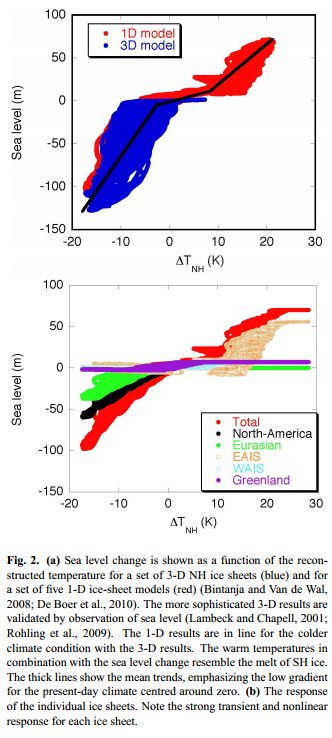 100
1D model
3D model
50
0
-50
-100
-150
Sea level (m)
-20 -10 0 10 20 30
ΔT_NH (K)
100
50
0
-50
-100
-150
Sea level (m)
Total
North-America
Eurasian
EAIS
WAIS
Greenland
-20 -10 0 10 20 30
ΔT_NH (K)
Fig. 2. (a) Sea level change is shown as a function of the recon-
structed temperature for a set of 3-D NH ice sheets (blue) and for
a set of five 1-D ice-sheet models (red) (Bintanja and Van de Wal,
2008; De Boer et al., 2010). The more sophisticated 3-D results are
validated by observation of sea level (Lambeck and Chapell, 2001;
Rohling et al., 2009). The 1-D results are in line for the colder
climate condition with the 3-D results. The warm temperatures in
combination with the sea level change resemble the melt of SH ice.
The thick lines show the mean trends, emphasizing the low gradient
for the present-day climate centred around zero. (b) The response
of the individual ice sheets. Note the strong transient and nonlinear
response for each ice sheet.